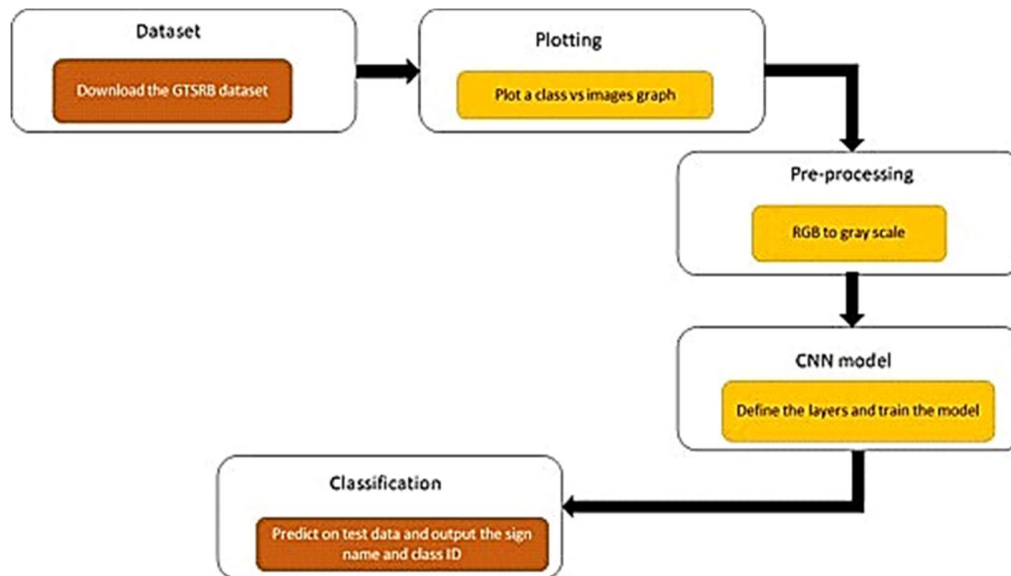 Dataset
Download the GTSRB dataset
Plotting
Plot a class vs images graph
Pre-processing
RGB to gray scale
CNN model
Define the layers and train the model
Classification
Predict on test data and output the sign
name and class ID